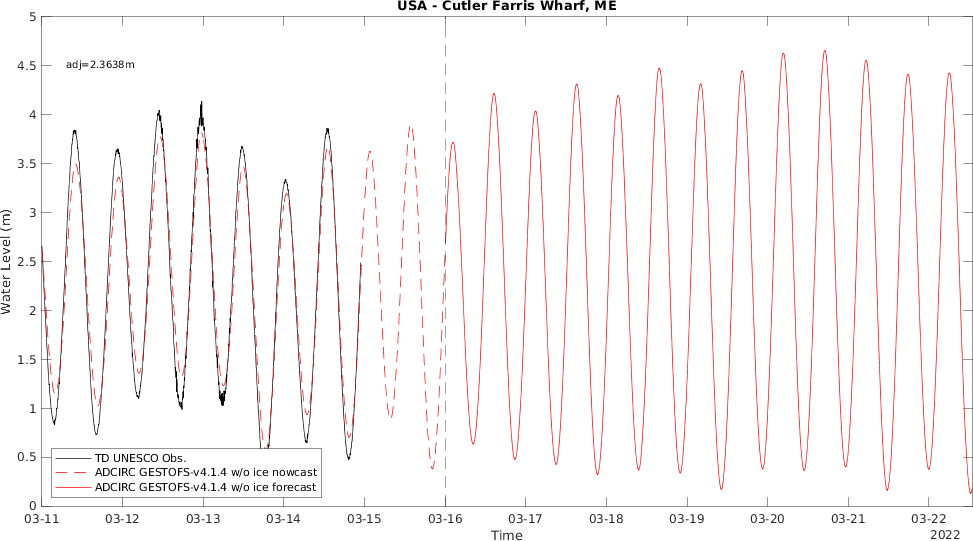 USA - Cutler Farris Wharf, ME
5
4.5
4
3.5
3
2.5
2
1.5
1
0.5
0
Water Level (m)
adj=2.3638m
TD UNESCO Obs.
ADCIRC GESTOFS-v4.1.4 w/o ice nowcast
ADCIRC GESTOFS-v4.1.4 w/o ice forecast
03-11 03-12 03-13 03-14 03-15 03-16 03-17 03-18 03-19 03-20 03-21 03-22
Time
2022